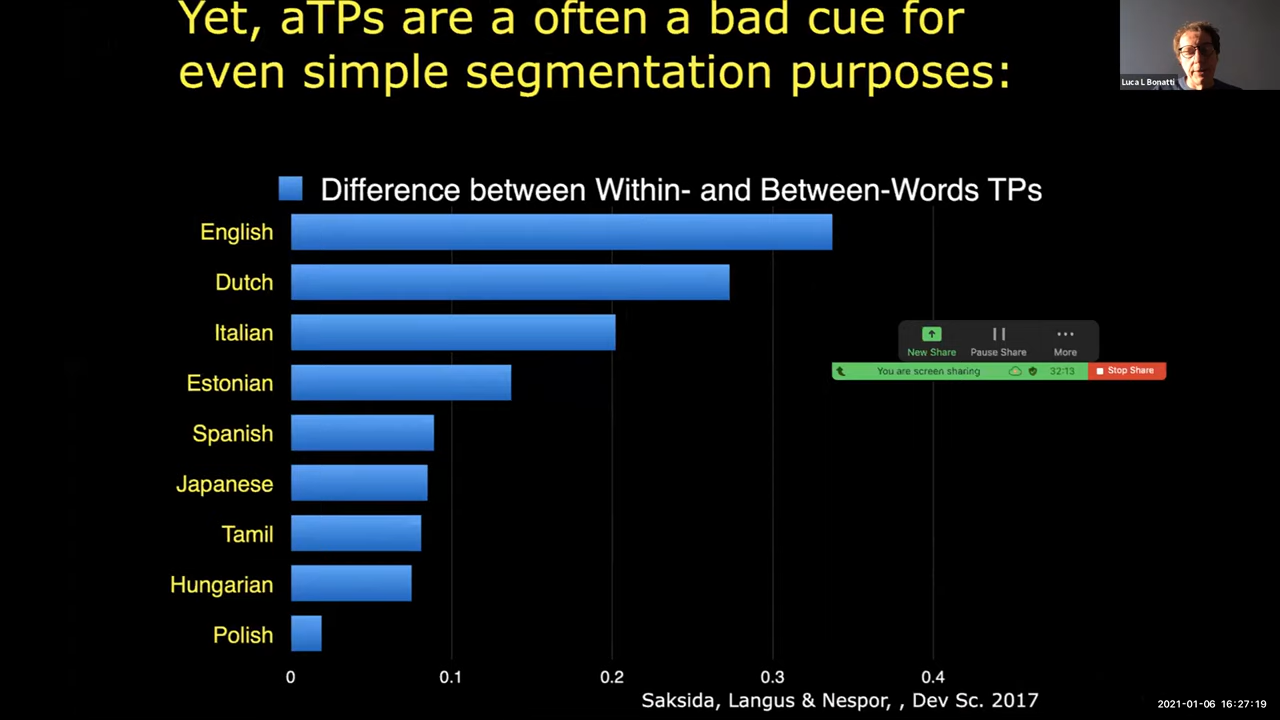 Yet, aTPs are a often a bad cue for
even simple segmentation purposes:
Luca L Bonatti
Difference between Within- and Between-Words TPs
English
Dutch
Italian
Estonian
Spanish
Japanese
Tamil
Hungarian
Polish
0 0.1 0.2 0.3 0.4
New Share Pause Share More
You are screen sharing 32:13 Stop Share
Saksida, Langus & Nespor, , Dev Sc. 2017
2021-01-06 16:27:19